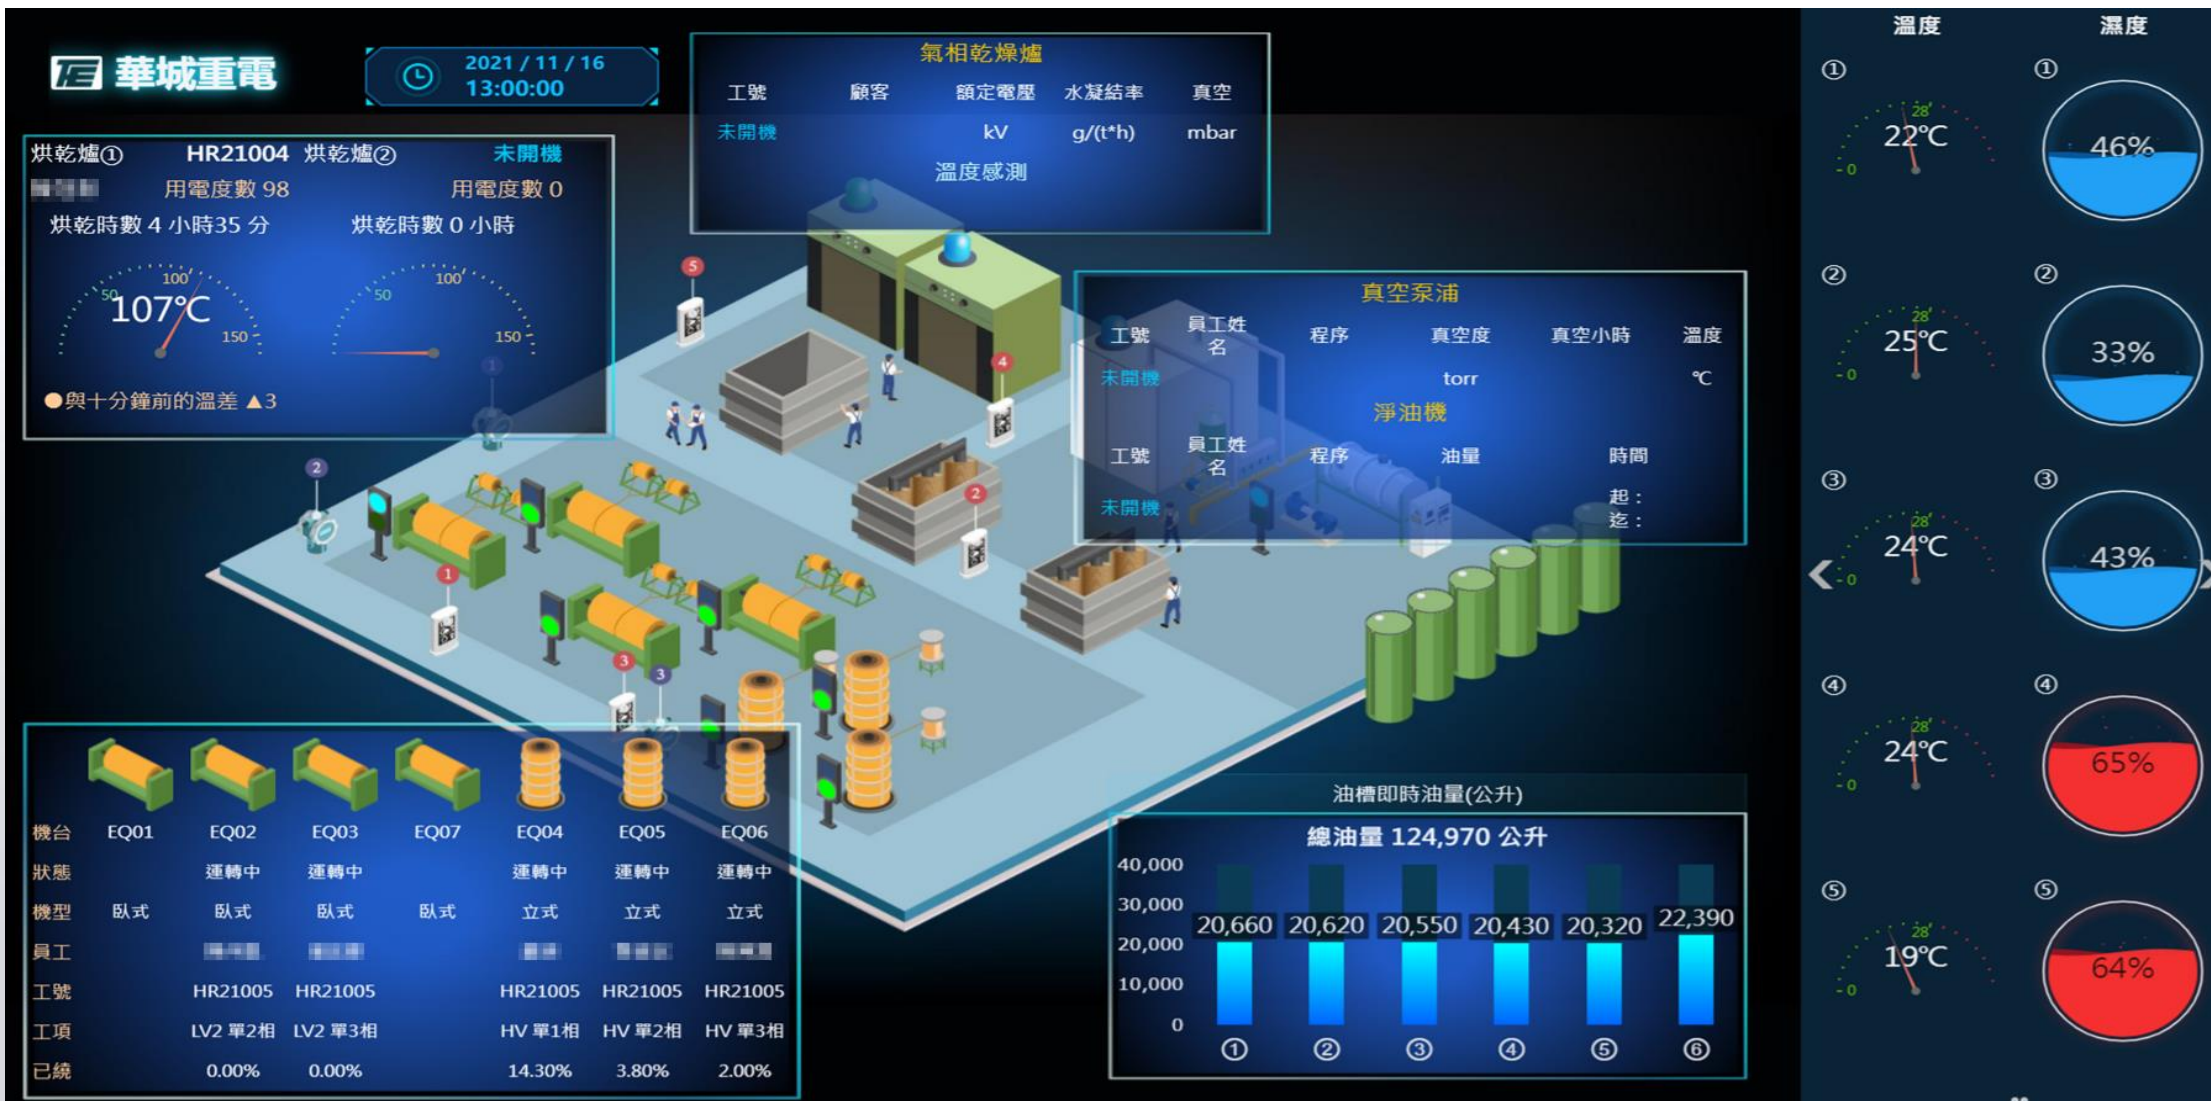 華城重電
2021 / 11 / 16
13:00:00
烘乾爐① HR21004 烘乾爐② 未開機
用電度數 98 用電度數 0
烘乾時數 4 小時35 分 烘乾時數 0 小時
50 100 150 107℃
50 100 150
●與十分鐘前的溫差 ▲3
氣相乾燥爐
工號 顧客 額定電壓 水凝結率 真空
未開機 kV g/(t*h) mbar
溫度感測
真空泵浦
工號 員工姓名 程序 真空度 真空小時 溫度
未開機 torr ℃
淨油機
工號 員工姓名 程序 油量 時間
未開機 起：
迄：
5
4
2
1
3
1
2
3
機台 EQ01 EQ02 EQ03 EQ07 EQ04 EQ05 EQ06
狀態 運轉中 運轉中 運轉中 運轉中 運轉中
機型 臥式 臥式 臥式 臥式 立式 立式 立式
員工
工號 HR21005 HR21005 HR21005 HR21005 HR21005
工項 LV2 單2相 LV2 單3相 HV 單1相 HV 單2相 HV 單3相
已繞 0.00% 0.00% 14.30% 3.80% 2.00%
油槽即時油量(公升)
總油量 124,970 公升
40,000
30,000
20,000
10,000
0
20,660 20,620 20,550 20,430 20,320 22,390
① ② ③ ④ ⑤ ⑥
溫度 濕度
① ①
28
22℃ 46%
0
② ②
28
25℃ 33%
0
③ ③
28
24℃ 43%
0
④ ④
28
24℃ 65%
0
⑤ ⑤
28
19℃ 64%
0